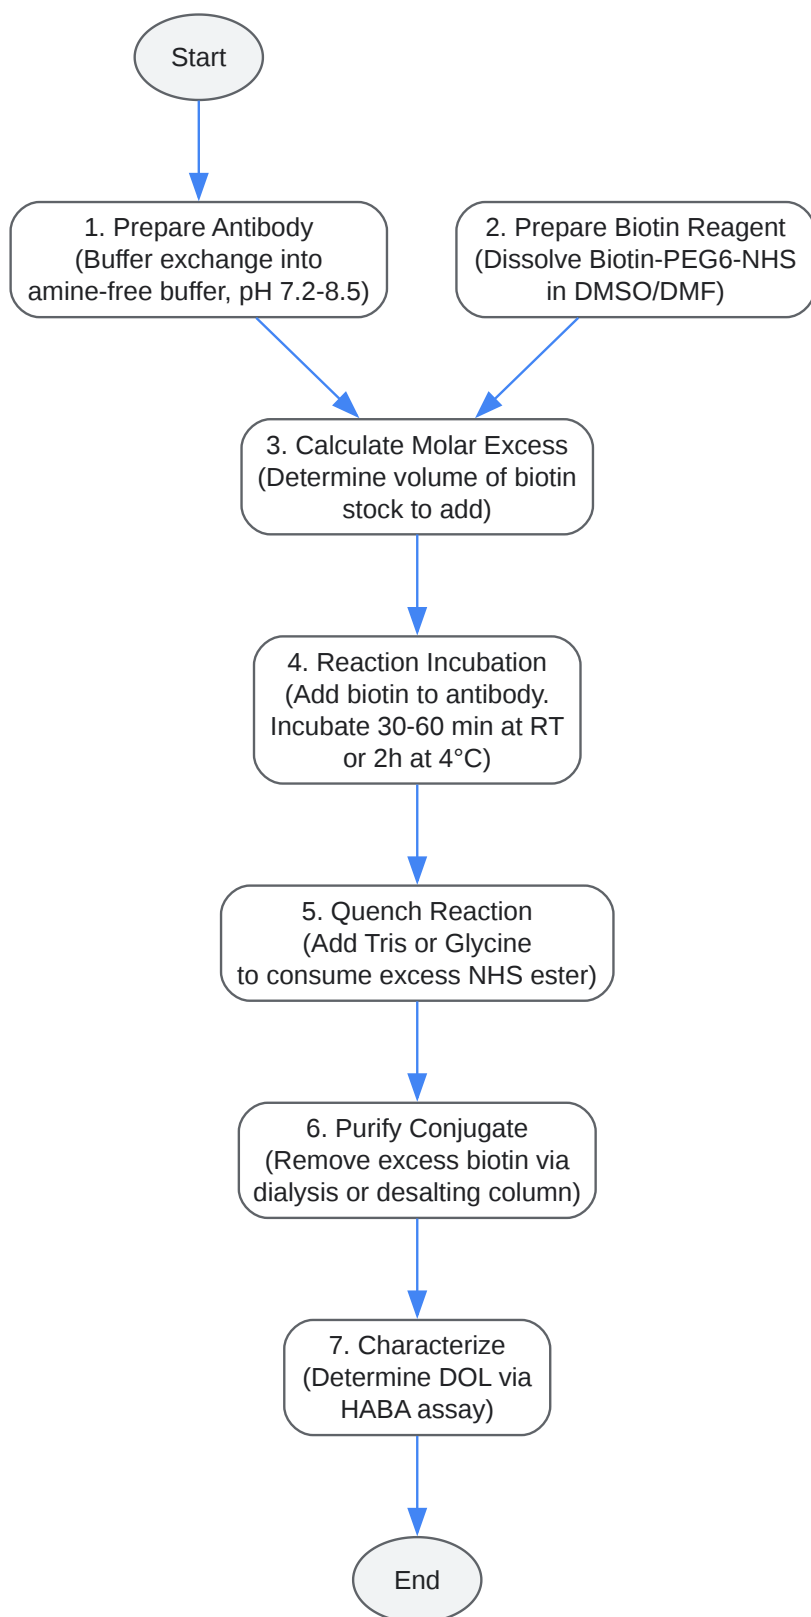 Start
1. Prepare Antibody
(Buffer exchange into
amine-free buffer, pH 7.2-8.5)
2. Prepare Biotin Reagent
(Dissolve Biotin-PEG6-NHS
in DMSO/DMF)
3. Calculate Molar Excess
(Determine volume of biotin
stock to add)
4. Reaction Incubation
(Add biotin to antibody.
Incubate 30-60 min at RT
or 2h at 4°C)
5. Quench Reaction
(Add Tris or Glycine
to consume excess NHS ester)
6. Purify Conjugate
(Remove excess biotin via
dialysis or desalting column)
7. Characterize
(Determine DOL via
HABA assay)
End